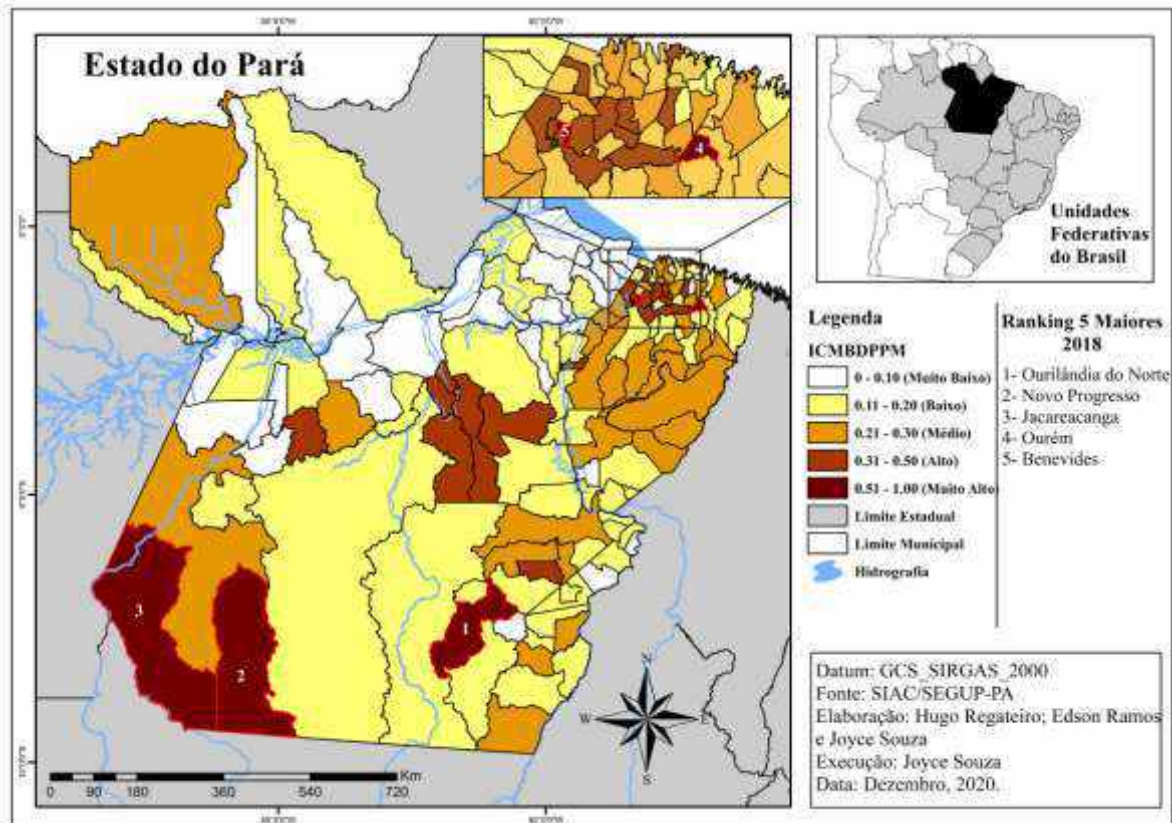 Estado do Pará
5
4
3
2
1
N
W
E
S
Km
0 90 180 360 540 720
Unidades
Federativas
do Brasil
Legenda
ICMBDPPM
0 - 0.10 (Muito Baixo)
0.11 - 0.20 (Baixo)
0.21 - 0.30 (Médio)
0.31 - 0.50 (Alto)
0.51 - 1.00 (Muito Alto)
Limite Estadual
Limite Municipal
Hidrografia
Ranking 5 Maiores
2018
1- Ourilândia do Norte
2- Novo Progresso
3- Jacareacanga
4- Ourém
5- Benevides
Datum: GCS_SIRGAS_2000
Fonte: SIAC/SEGUP-PA
Elaboração: Hugo Regateiro; Edson Ramos
e Joyce Souza
Execução: Joyce Souza
Data: Dezembro, 2020.